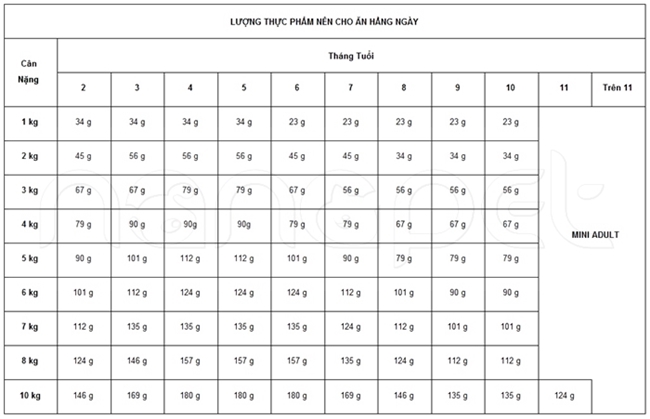 LƯỢNG THỰC PHẨM NÊN CHO ĂN HẰNG NGÀY
Cân Nặng Tháng Tuổi
2 3 4 5 6 7 8 9 10 11 Trên 11
1 kg 34 g 34 g 34 g 34 g 23 g 23 g 23 g 23 g 23 g
2 kg 45 g 56 g 56 g 56 g 45 g 45 g 34 g 34 g 34 g
3 kg 67 g 67 g 79 g 79 g 67 g 56 g 56 g 56 g 56 g
4 kg 79 g 90 g 90g 90g 79 g 79 g 67 g 67 g 67 g
MINI ADULT
5 kg 90 g 101 g 112 g 112 g 101 g 90 g 79 g 79 g 79 g
6 kg 101 g 112 g 124 g 124 g 124 g 112 g 101 g 90 g 90 g
7 kg 112 g 135 g 135 g 135 g 135 g 124 g 112 g 101 g 101 g
8 kg 124 g 146 g 157 g 157 g 157 g 135 g 124 g 112 g 112 g
10 kg 146 g 169 g 180 g 180 g 180 g 169 g 146 g 135 g 135 g 124 g
nanapet